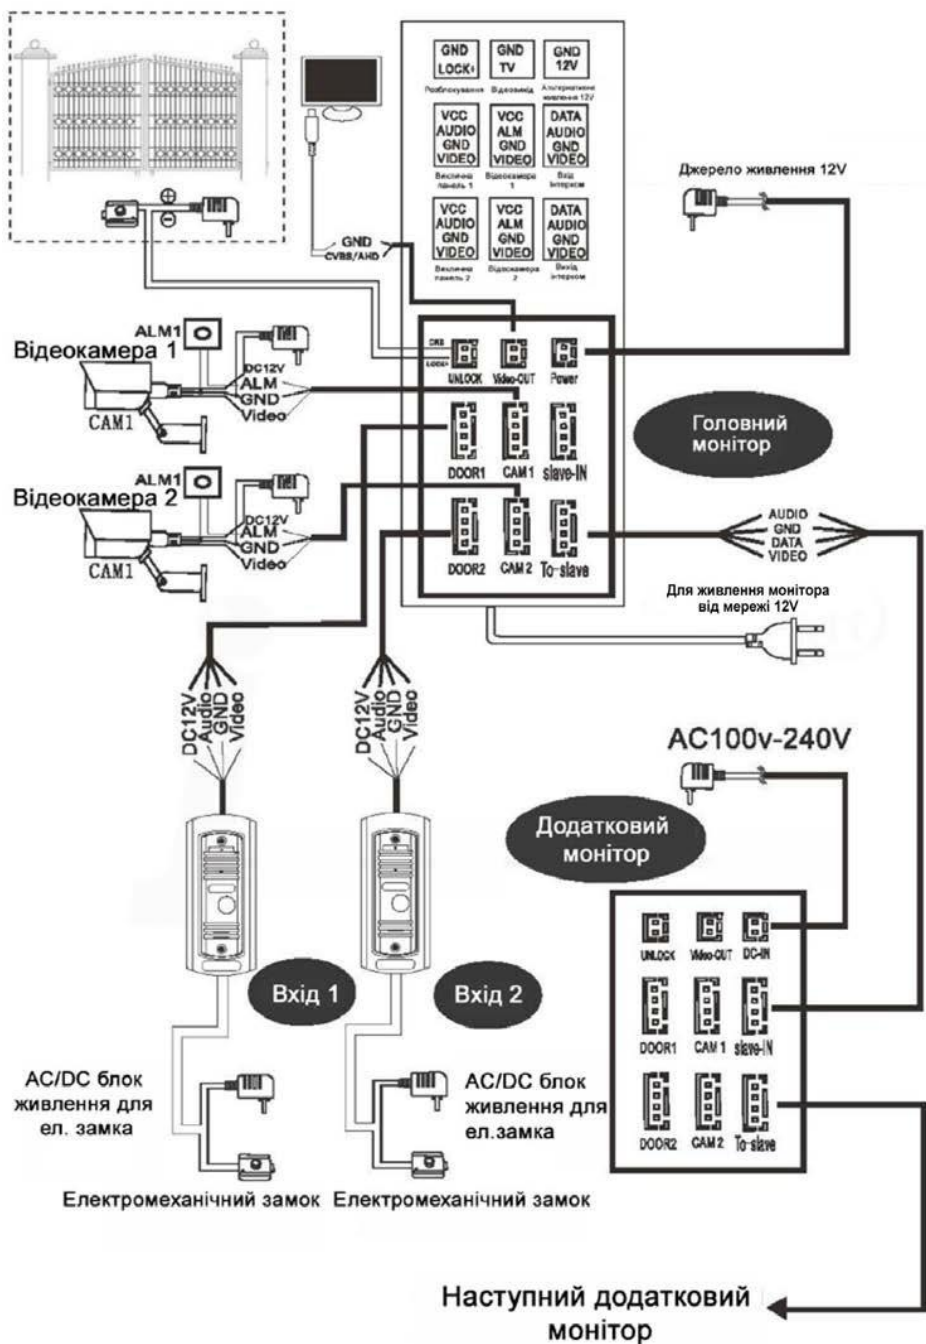 GND
LOCK+
Розблокування
GND
TV
Відеовихід
GND
12V
Альтернативне
живлення 12V
VCC
AUDIO
GND
VIDEO
Виклична
панель 1
VCC
ALM
GND
VIDEO
Відеокамера
1
DATA
AUDIO
GND
VIDEO
Вхід
інтерком
VCC
AUDIO
GND
VIDEO
Виклична
панель 2
VCC
ALM
GND
VIDEO
Відеокамера
2
DATA
AUDIO
GND
VIDEO
Вихід
інтерком
Джерело живлення 12V
GND
CVBS/AHD
LOCK+
UNLOCK
Video-OUT
Power
DOOR1
CAM 1
slave-IN
DOOR2
CAM 2
To-slave
Головний
монітор
ALM1
Відеокамера 1
DC12V
ALM
GND
Video
CAM1
ALM1
Відеокамера 2
DC12V
ALM
GND
Video
CAM1
AUDIO
GND
DATA
VIDEO
Для живлення монітора
від мережі 12V
DC12V
Audio
GND
Video
DC12V
Audio
GND
Video
AC100v-240V
Додатковий
монітор
UNLOCK
Video-OUT
DC-IN
DOOR1
CAM 1
slave-IN
DOOR2
CAM 2
To-slave
Вхід 1
Вхід 2
AC/DC блок
живлення для
ел. замка
AC/DC блок
живлення для
ел.замка
Електромеханічний замок
Електромеханічний замок
Наступний додатковий
монітор